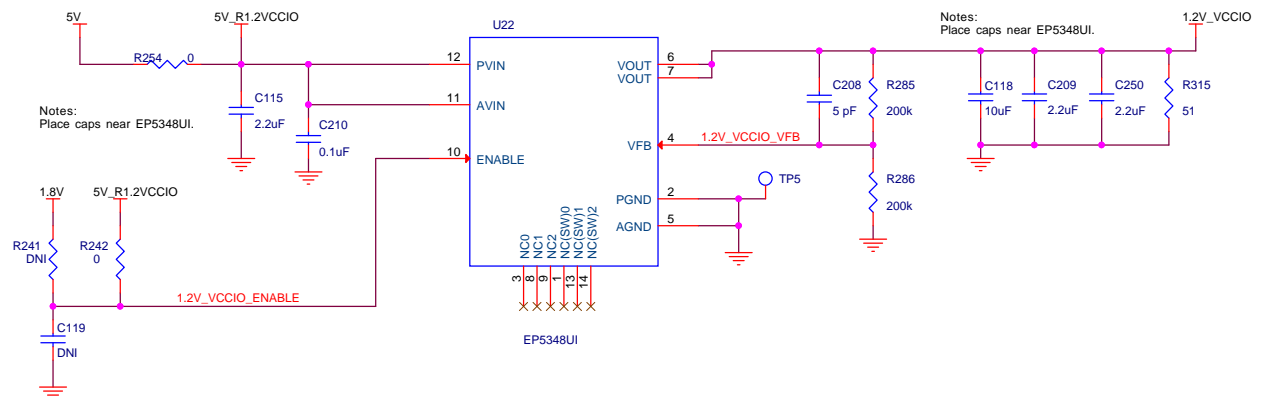 5V
5V_R1.2VCCIO
U22
Notes:
Place caps near EP5348UI.
1.2V_VCCIO
R254
0
12
PVIN
VOUT
6
VOUT
7
C115
2.2uF
11
AVIN
C210
0.1uF
C208
5 pF
R285
200k
C118
10uF
C209
2.2uF
C250
2.2uF
R315
51
Notes:
Place caps near EP5348UI.
10
ENABLE
VFB
4
1.2V_VCCIO_VFB
1.8V
5V_R1.2VCCIO
PGND
2
TP5
R286
200k
AGND
5
R241
DNI
R242
0
NC0
NC1
NC2
NC(SW)0
NC(SW)1
NC(SW)2
3
8
9
1
13
14
1.2V_VCCIO_ENABLE
C119
DNI
EP5348UI